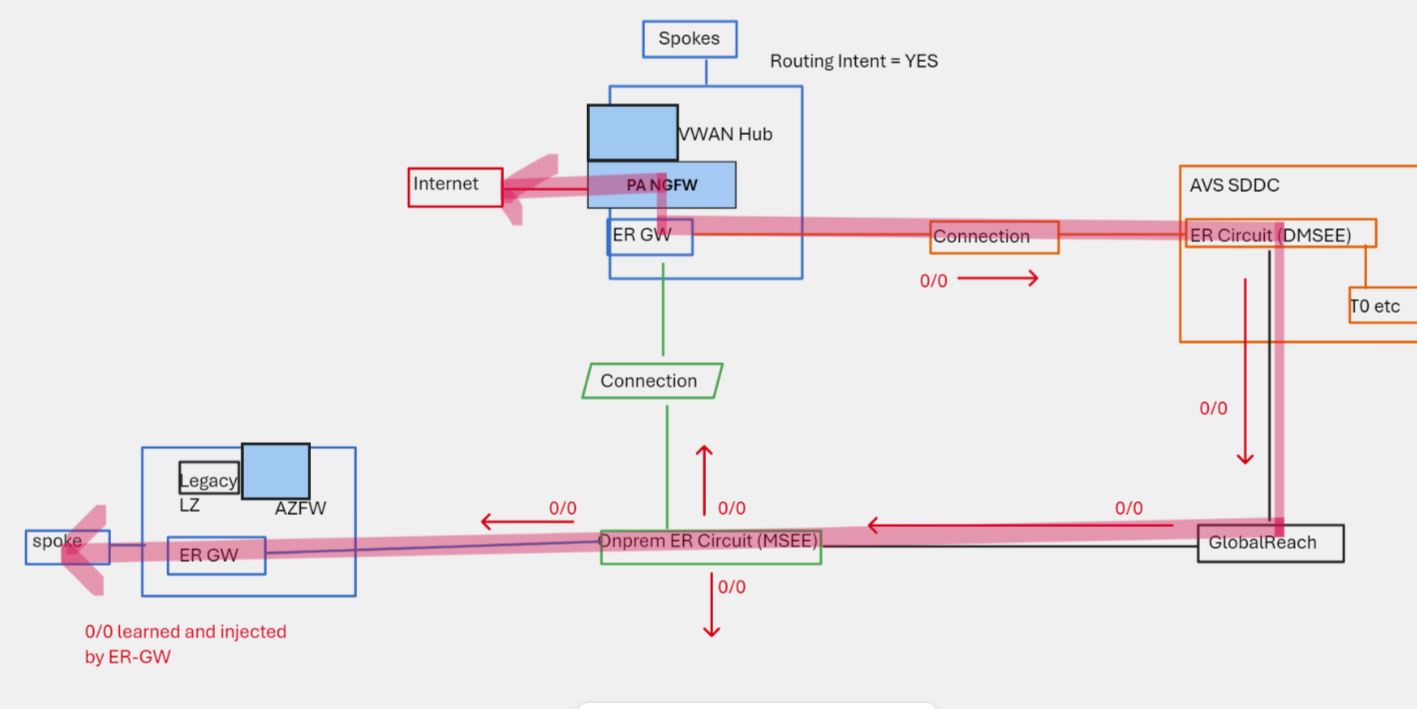 Spokes
Routing Intent = YES
VWAN Hub
PA NGFW
Internet
AVS SDDC
ER GW
Connection
ER Circuit (DMSEE)
0/0
T0 etc
Connection
0/0
Legacy
LZ
AZFW
0/0
0/0
0/0
spoke
ER GW
Onprem ER Circuit (MSEE)
GlobalReach
0/0
0/0 learned and injected
by ER-GW